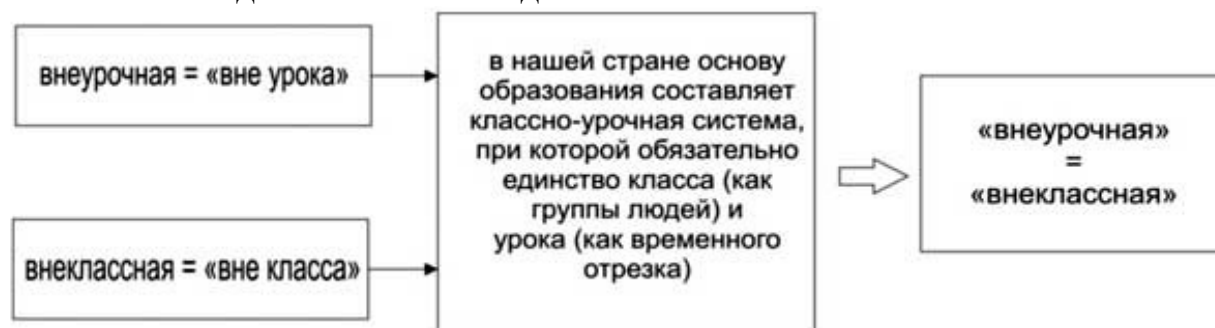 внеурочная = «вне урока»
внеклассная = «вне класса»
в нашей стране основу
образования составляет
классно-урочная система,
при которой обязательно
единство класса (как
группы людей) и
урока (как временного
отрезка)
«внеурочная»
=
«внеклассная»